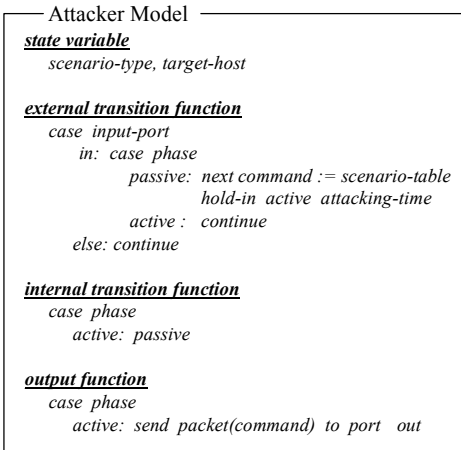 Attacker Model
state variable
scenario-type, target-host
external transition function
case input-port
in: case phase
passive: next command := scenario-table
hold-in active attacking-time
active : continue
else: continue
internal transition function
case phase
active: passive
output function
case phase
active: send packet(command) to port out